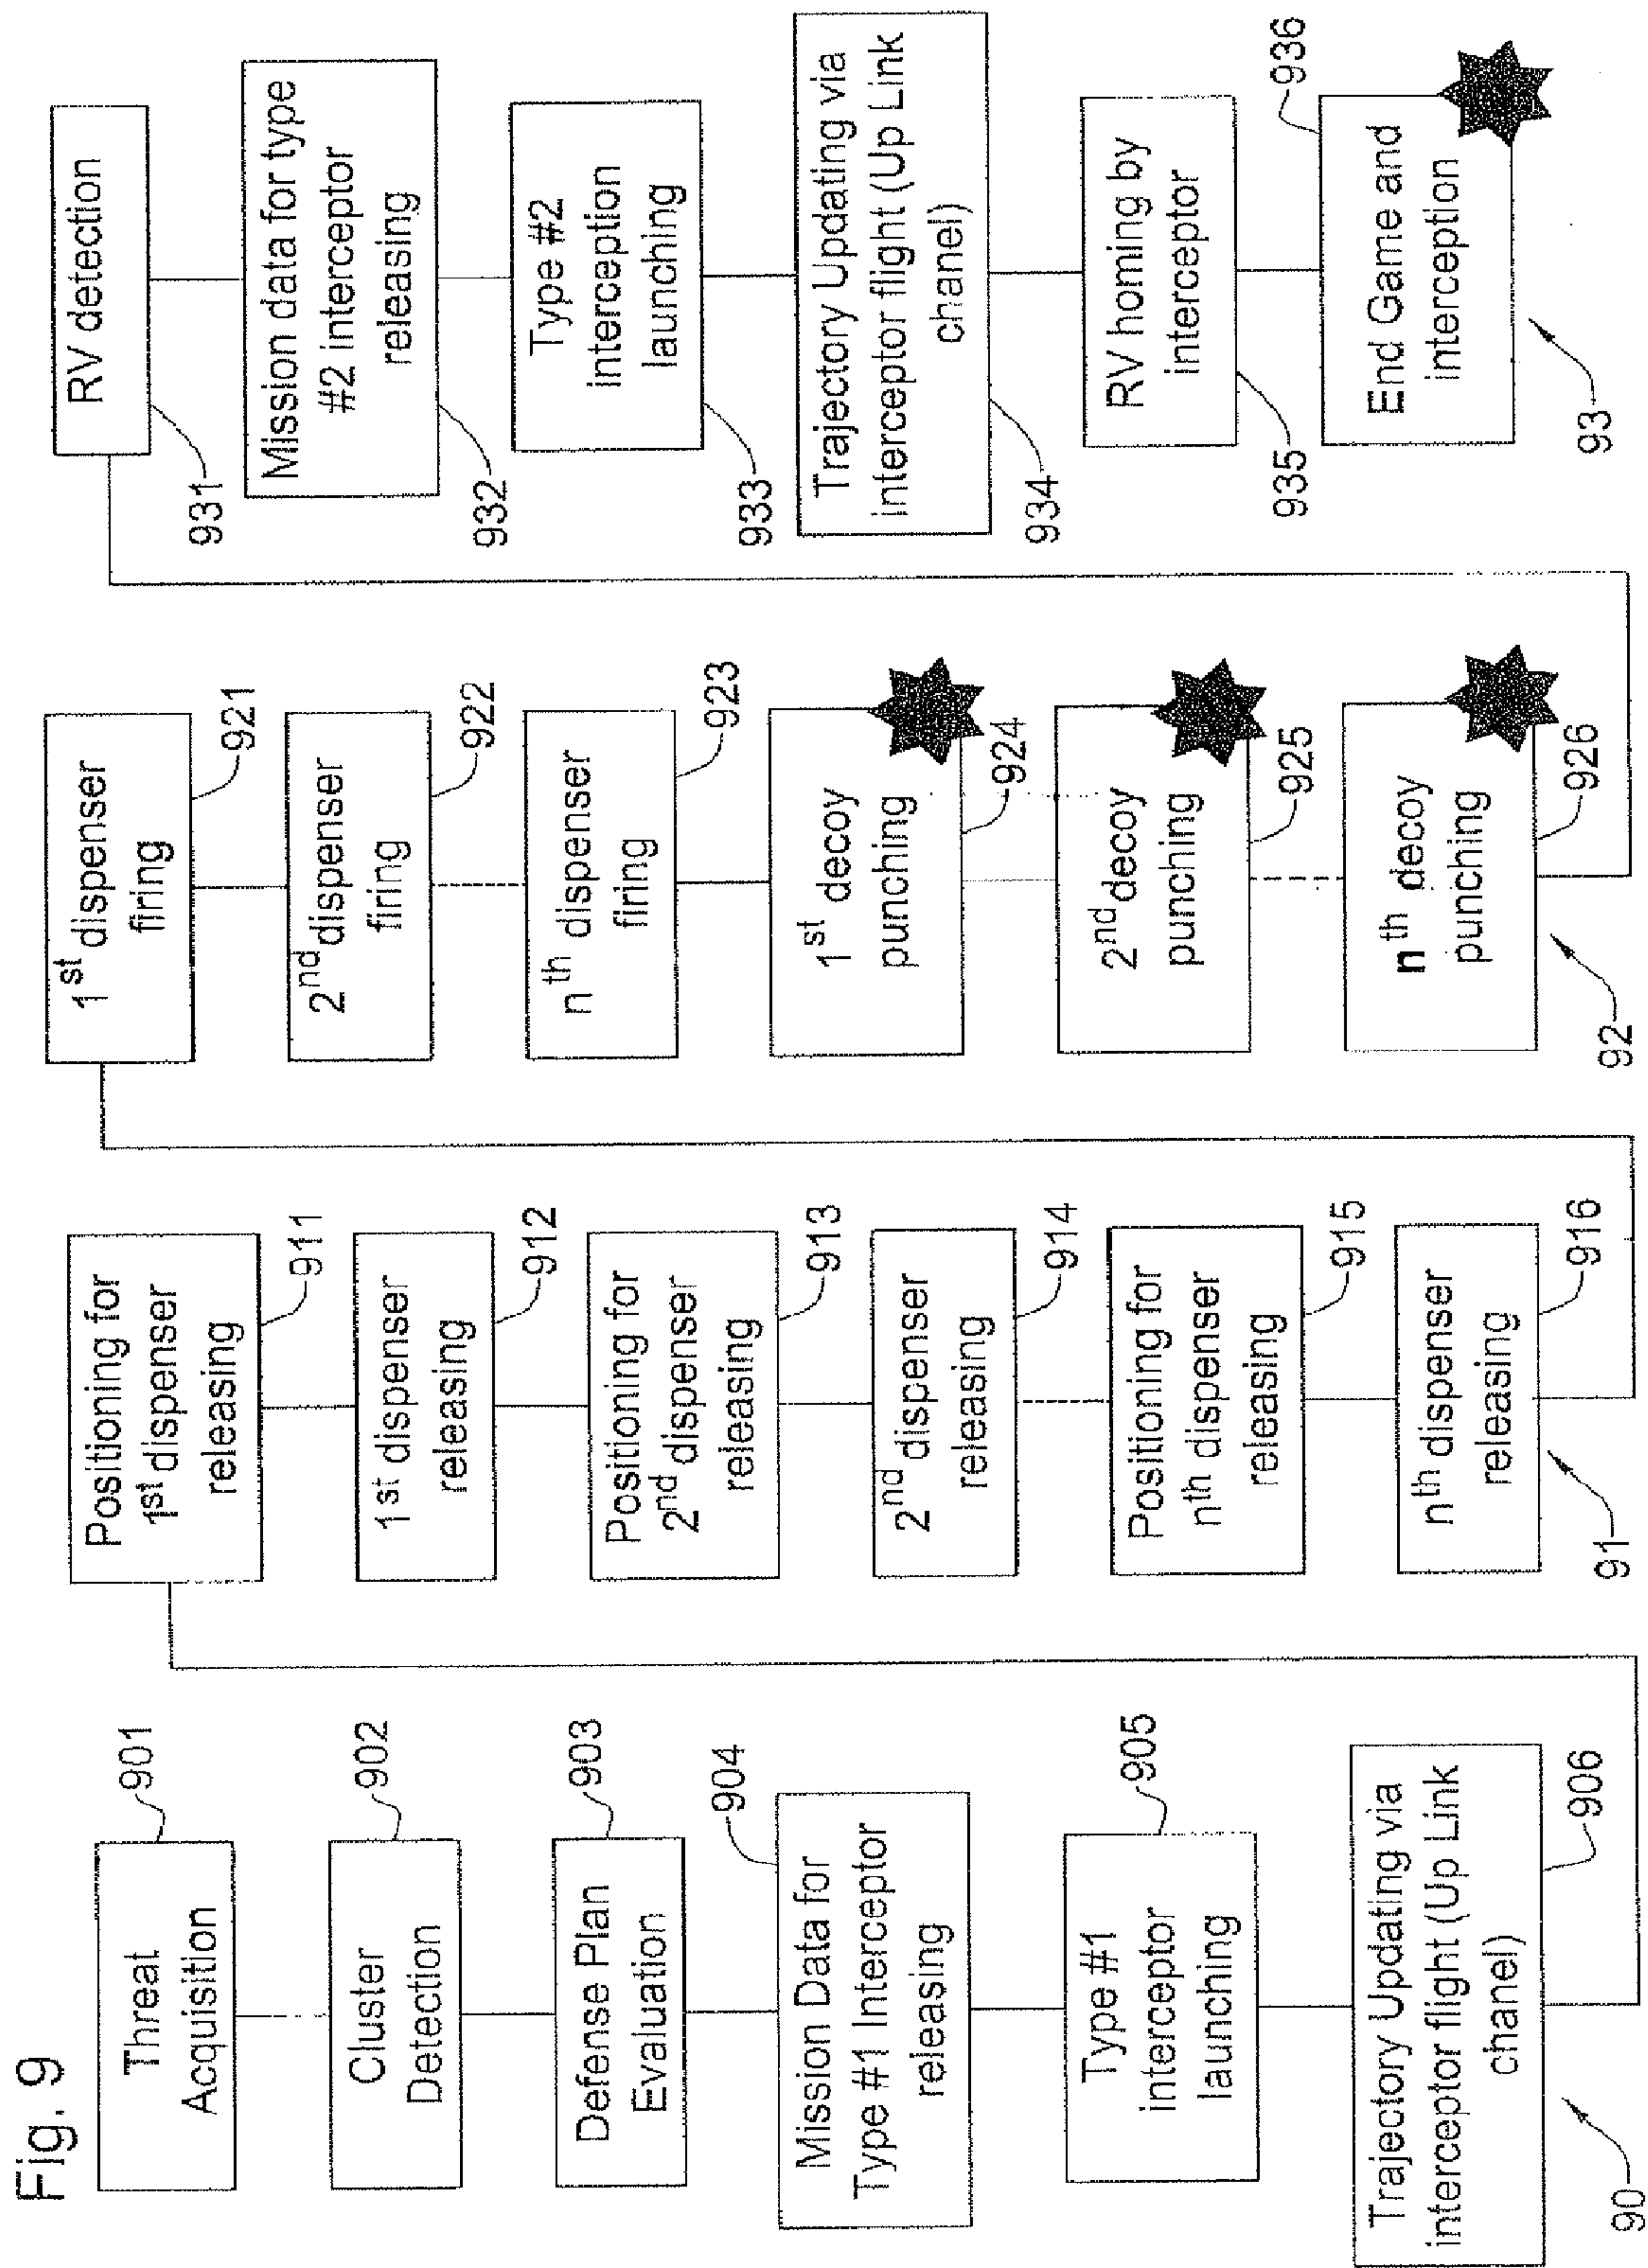 Fig. 9
Threat
Acquisition
901
Cluster
Detection
902
Defense Plan
Evaluation
903
Mission Data for
Type #1 Interceptor
releasing
904
Type #1
interceptor
launching
905
Trajectory Updating via
interceptor flight (Up Link
chanel)
906
90
Positioning for
1st dispenser
releasing
911
1st dispenser
releasing
912
Positioning for
2nd dispenser
releasing
913
2nd dispenser
releasing
914
Positioning for
nth dispenser
releasing
915
nth dispenser
releasing
916
91
1st dispenser
firing
921
2nd dispenser
firing
922
nth dispenser
firing
923
1st decoy
punching
924
2nd decoy
punching
925
nth decoy
punching
926
92
RV detection
931
Mission data for type
#2 interceptor
releasing
932
Type #2
interception
launching
933
Trajectory Updating via
interceptor flight (Up Link
chanel)
934
RV homing by
interceptor
935
End Game and
interception
936
93